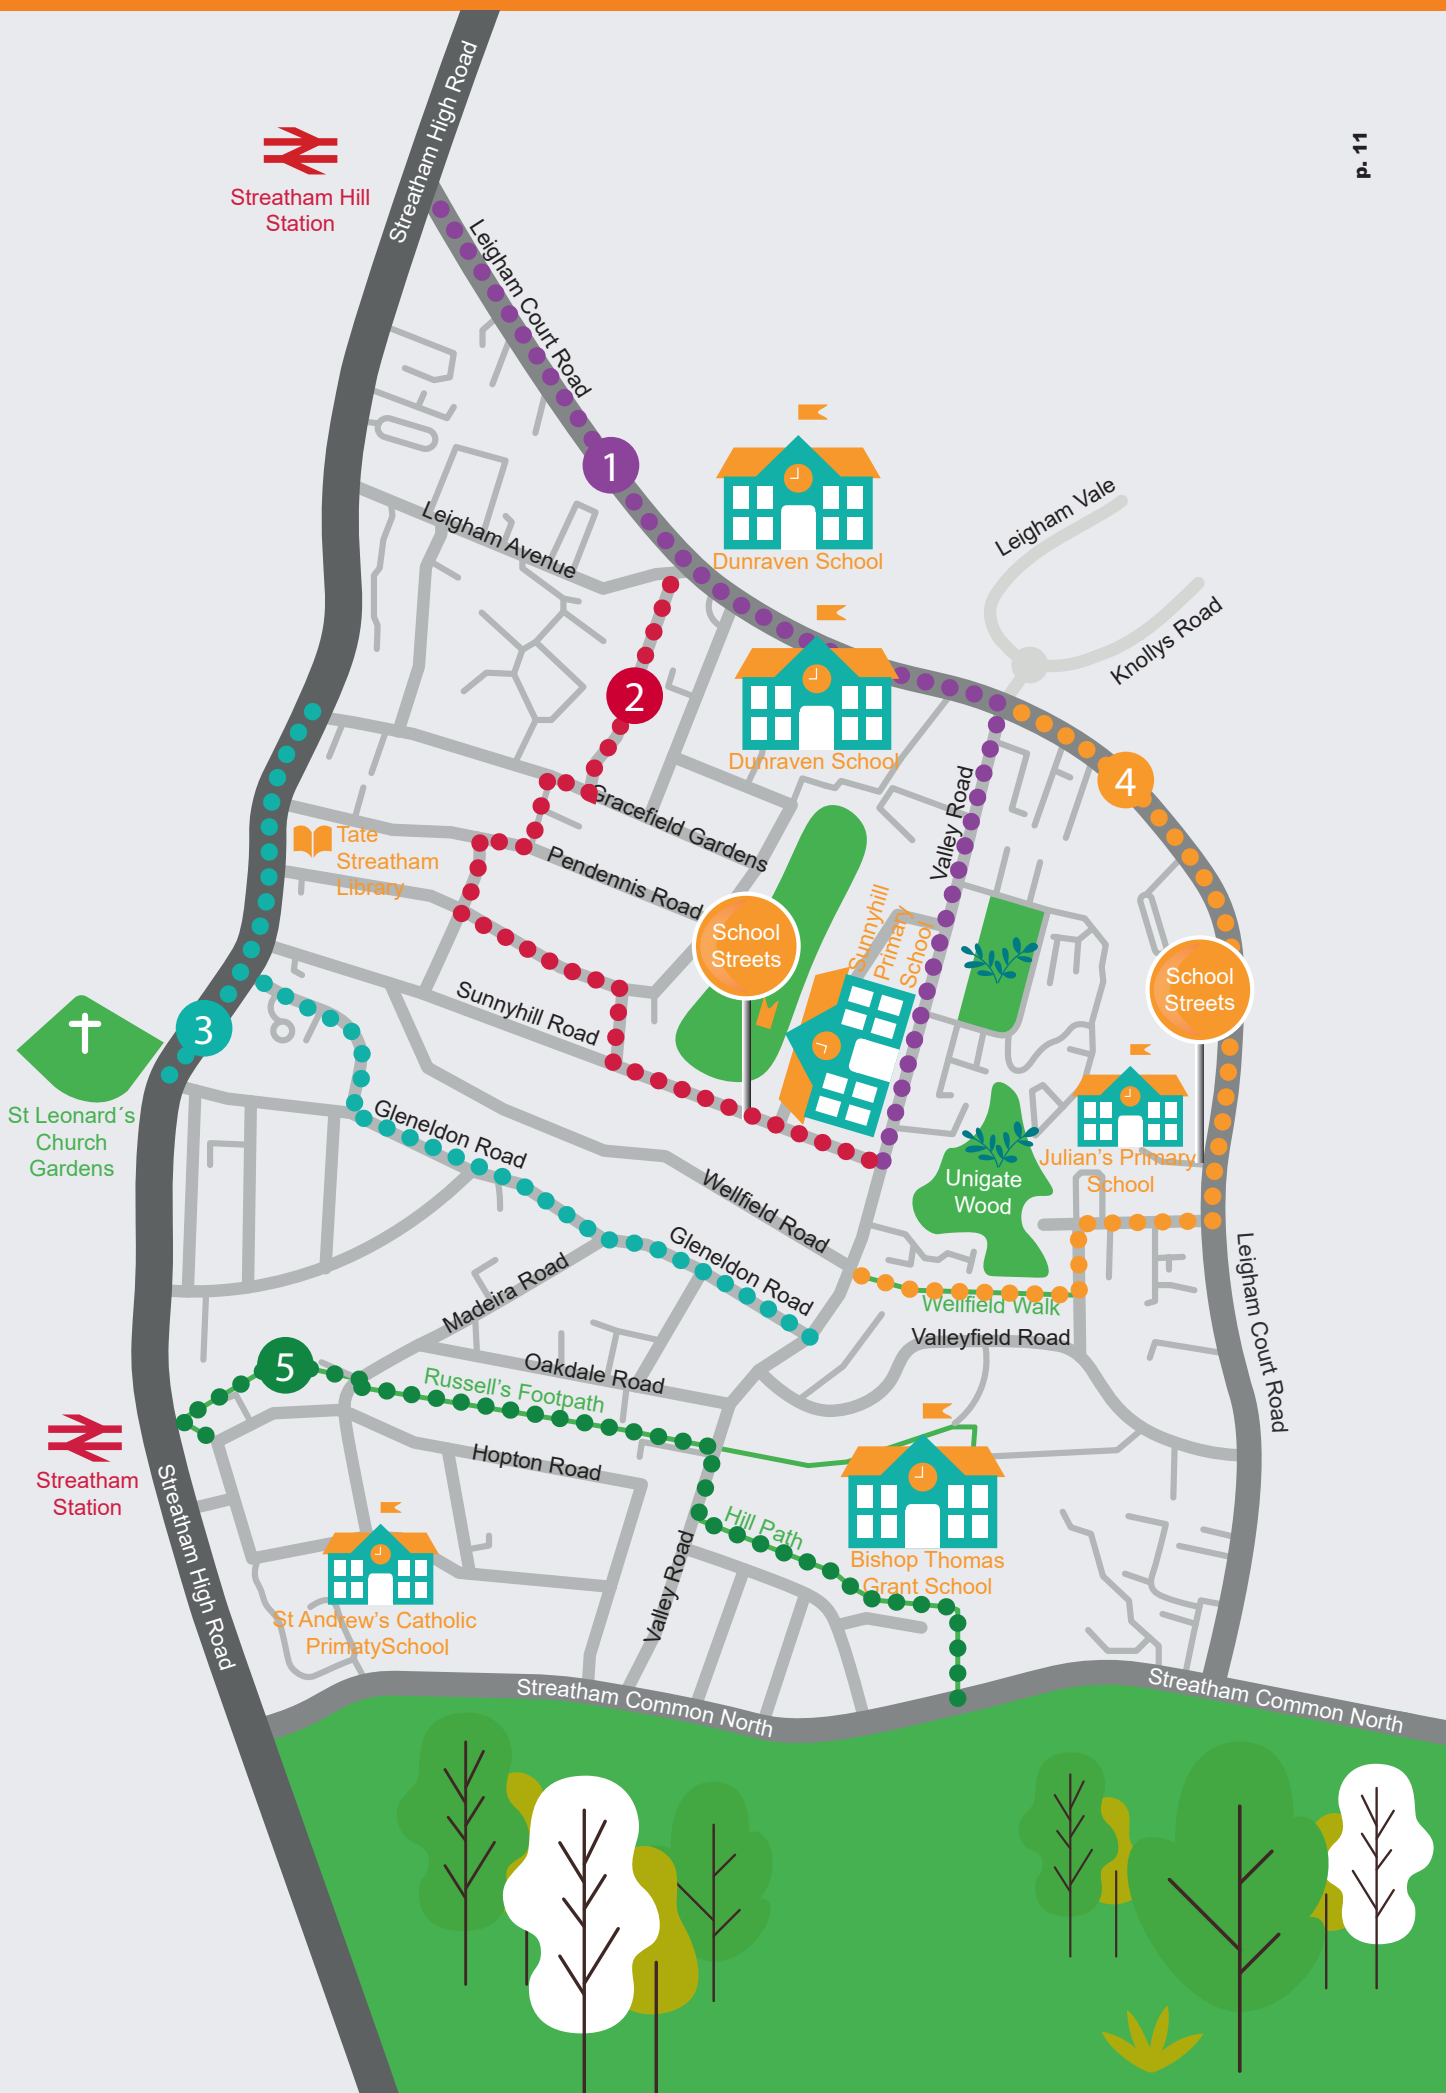 Streatham High Road
p. 11
Streatham Hill
Station
Leigham Court Road
1
Dunraven School
Leigham Vale
Leigham Avenue
Knollys Road
Dunraven School
2
4
Valley Road
Gracefield Gardens
Tate
Streatham
Library
Pendennis Road
School
Streets
Sunnyhill
Primary
School
School
Streets
Sunnyhill Road
3
St Leonard´s
Church
Gardens
Gleneldon Road
Julian's Primary
School
Unigate
Wood
Wellfield Road
Gleneldon Road
Madeira Road
Leigham Court Road
Wellfield Walk
Valleyfield Road
5
Oakdale Road
Russell's Footpath
Hopton Road
Streatham
Station
Streatham High Road
Hill Path
Valley Road
Bishop Thomas
Grant School
St Andrew's Catholic
PrimatySchool
Streatham Common North
Streatham Common North